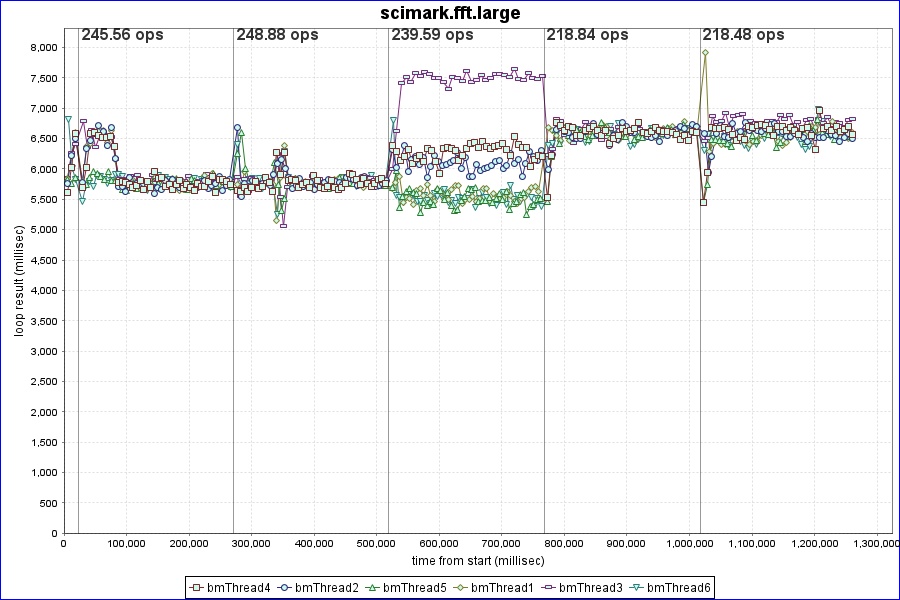 scimark.fft.large
245.56 ops 248.88 ops 239.59 ops 218.84 ops 218.48 ops
8,000
7,500
7,000
6,500
6,000
5,500
5,000
4,500
4,000
3,500
3,000
2,500
2,000
1,500
1,000
500
0
loop result (millisec)
0 100,000 200,000 300,000 400,000 500,000 600,000 700,000 800,000 900,000 1,000,000 1,100,000 1,200,000 1,300,000
time from start (millisec)
bmThread4 bmThread2 bmThread5 bmThread1 bmThread3 bmThread6